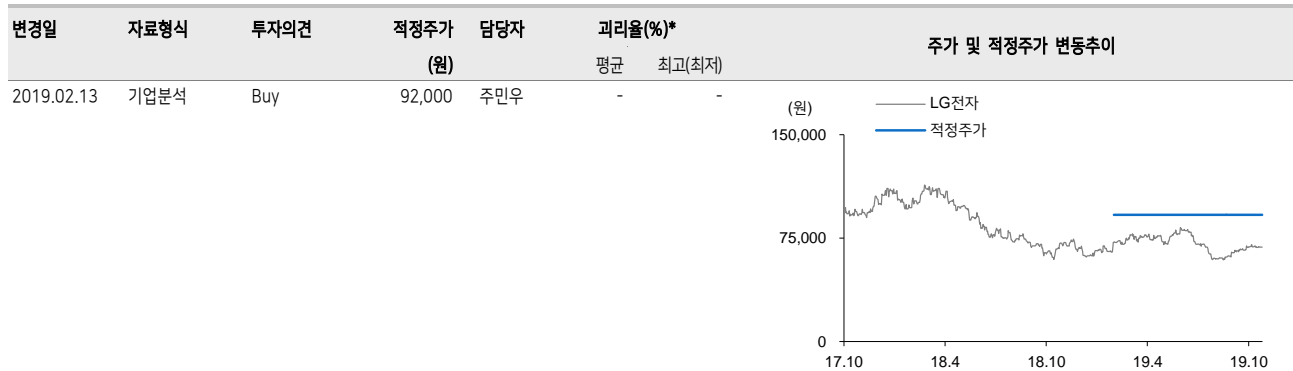 변경일 자료형식 투자의견 적정주가 담당자 괴리율(%)* 주가 및 적정주가 변동추이
(원) 평균 최고(최저)
2019.02.13 기업분석 Buy 92,000 주민우 - -
(원)
LG전자
적정주가
150,000
75,000
0
17.10 18.4 18.10 19.4 19.10